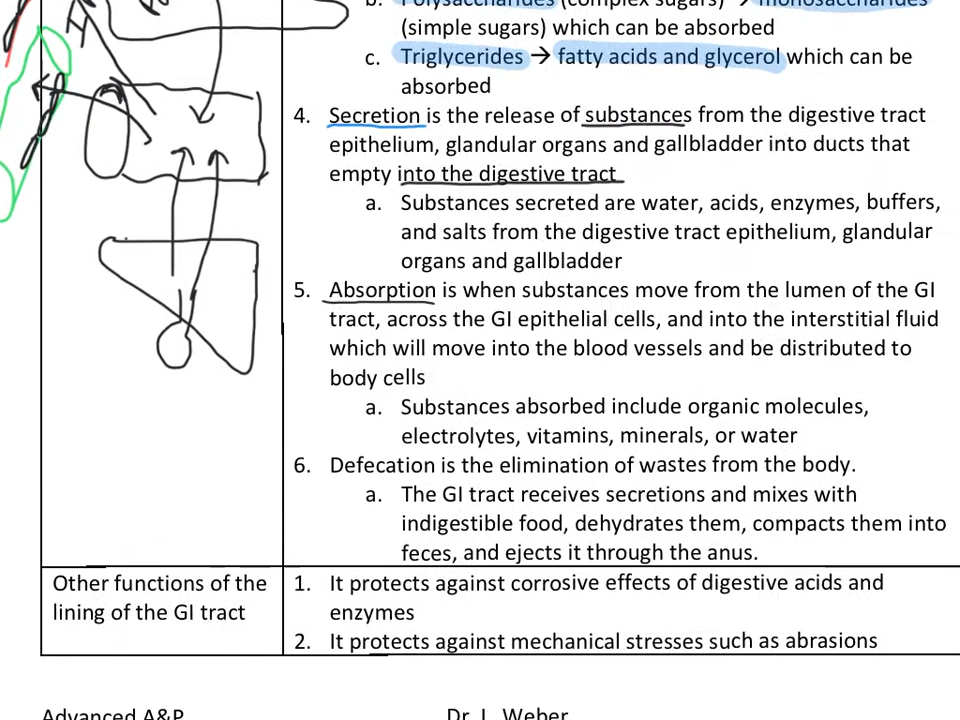 b. Polysaccharides (complex sugars) → monosaccharides
(simple sugars) which can be absorbed
c. Triglycerides → fatty acids and glycerol which can be
absorbed
4. Secretion is the release of substances from the digestive tract
epithelium, glandular organs and gallbladder into ducts that
empty into the digestive tract
a. Substances secreted are water, acids, enzymes, buffers,
and salts from the digestive tract epithelium, glandular
organs and gallbladder
5. Absorption is when substances move from the lumen of the GI
tract, across the GI epithelial cells, and into the interstitial fluid
which will move into the blood vessels and be distributed to
body cells
a. Substances absorbed include organic molecules,
electrolytes, vitamins, minerals, or water
6. Defecation is the elimination of wastes from the body.
a. The GI tract receives secretions and mixes with
indigestible food, dehydrates them, compacts them into
feces, and ejects it through the anus.
Other functions of the
lining of the GI tract
1. It protects against corrosive effects of digestive acids and
enzymes
2. It protects against mechanical stresses such as abrasions
Advanced A&P
Dr. L. Weber